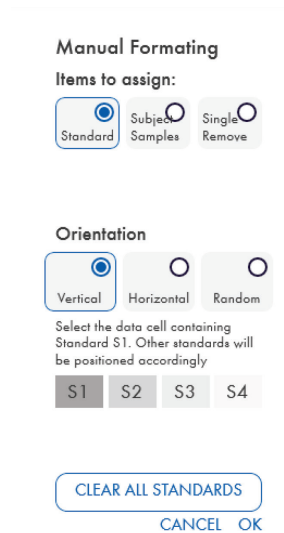 Manual Formating
Items to assign:
Standard
Subject
Samples
Single
Remove
Orientation
Vertical Horizontal Random
Select the data cell containing
Standard S1. Other standards will
be positioned accordingly
S1 S2 S3 S4
CLEAR ALL STANDARDS
CANCEL OK